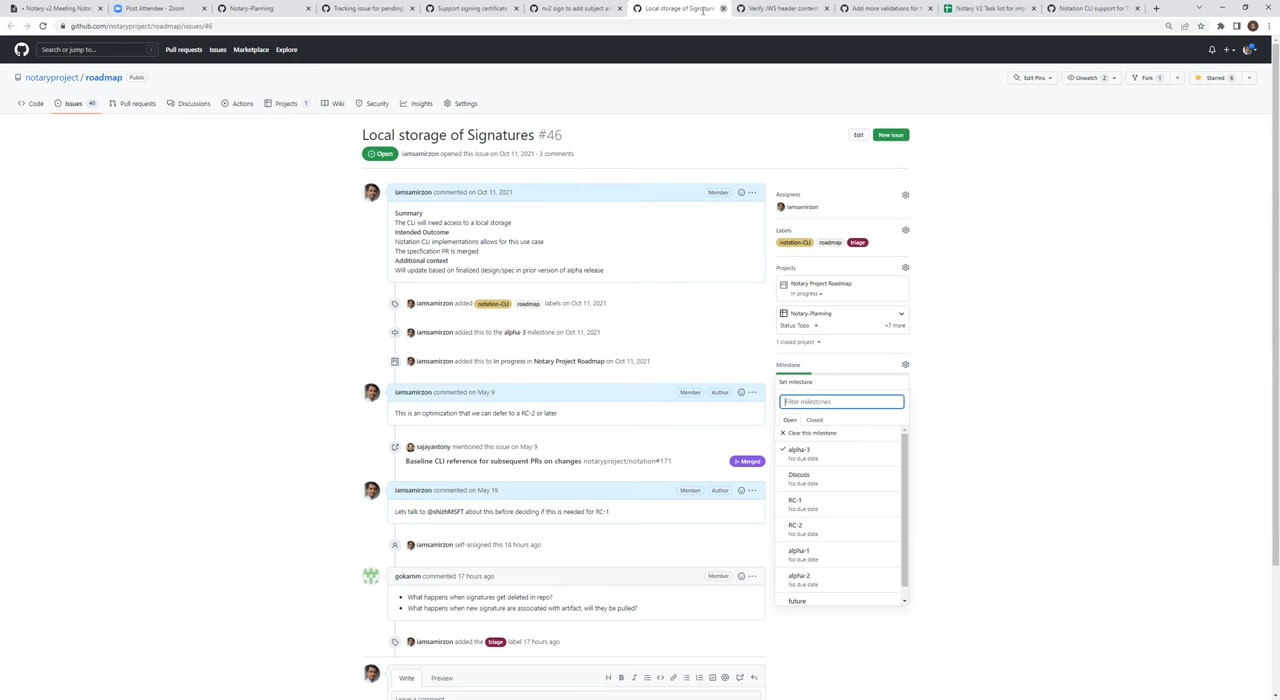 • Notary v2 Meeting Notes
Post Attendee - Zoom
Notary-Planning
Tracking issue for pending
Support signing certificate
nv2 sign to add subject a
Local storage of Signatures
Verify JWS header content
Add more validations for t
Notary V2 Task list for imp
Notation CLI support for T
github.com/notaryproject/roadmap/issues/46
Search or jump to...
/
Pull requests
Issues
Marketplace
Explore
notaryproject / roadmap
Public
Edit Pins
Unwatch 2
Fork 1
Starred 6
Code
Issues 40
Pull requests
Discussions
Actions
Projects 1
Wiki
Security
Insights
Settings
Local storage of Signatures #46
Edit
New issue
Open
iamsamirzon opened this issue on Oct 11, 2021 · 3 comments
iamsamirzon commented on Oct 11, 2021
Member
Summary
The CLI will need access to a local storage
Intended Outcome
Notation CLI implementations allows for this use case
The specfication PR is merged
Additional context
Will update based on finalized design/spec in prior version of alpha release
iamsamirzon added notation-CLI roadmap labels on Oct 11, 2021
iamsamirzon added this to the alpha-3 milestone on Oct 11, 2021
iamsamirzon added this to In progress in Notary Project Roadmap on Oct 11, 2021
iamsamirzon commented on May 9
Member
Author
This is an optimization that we can defer to a RC-2 or later
sajayantony mentioned this issue on May 9
Baseline CLI reference for subsequent PRs on changes notaryproject/notation#171
Merged
iamsamirzon commented on May 19
Member
Author
Lets talk to @shizhMSFT about this before deciding if this is needed for RC-1
iamsamirzon self-assigned this 18 hours ago
gokarnm commented 17 hours ago
Member
• What happens when signatures get deleted in repo?
• What happens when new signature are associated with artifact, will they be pulled?
iamsamirzon added the triage label 17 hours ago
Write
Preview
Leave a comment
Assignees
iamsamirzon
Labels
notation-CLI
roadmap
triage
Projects
Notary Project Roadmap
In progress
Notary-Planning
Status: Todo
+7 more
1 closed project
Milestone
Set milestone
Filter milestones
Open
Closed
Clear this milestone
alpha-3
No due date
Discuss
No due date
RC-1
No due date
RC-2
No due date
alpha-1
No due date
alpha-2
No due date
future